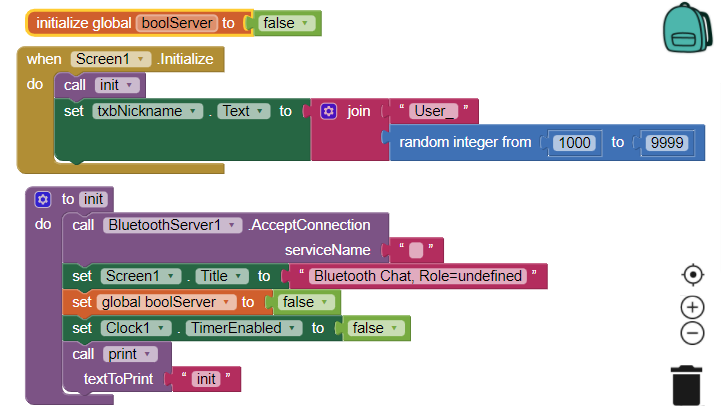 initialize global boolServer to false
when Screen1 .Initialize
do call init
set txbNickname . Text to join " User_ "
random integer from 1000 to 9999
to init
do call BluetoothServer1 .AcceptConnection
serviceName " "
set Screen1 . Title to " Bluetooth Chat, Role=undefined "
set global boolServer to false
set Clock1 . TimerEnabled to false
call print
textToPrint " init "